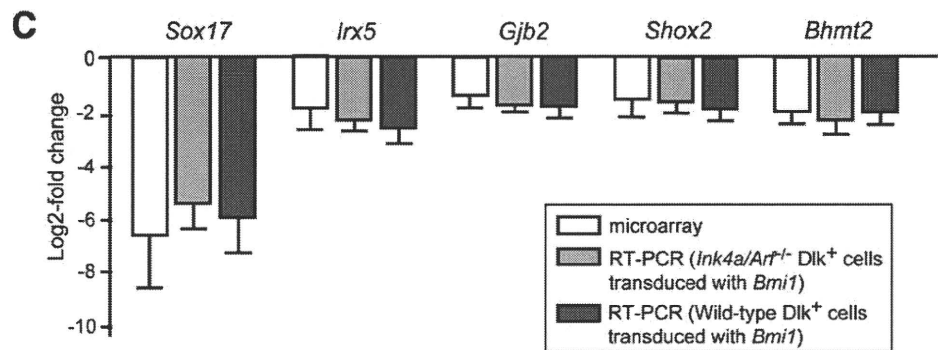 C
Sox17 Irx5 Gjb2 Shox2 Bhmt2
Log2-fold change
0
-2
-4
-6
-8
-10
microarray
RT-PCR (Ink4a/Arf-/- Dlk+ cells
transduced with Bmi1)
RT-PCR (Wild-type Dlk+ cells
transduced with Bmi1)